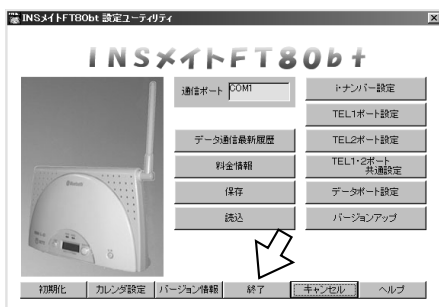 INSメイトFT80bt 設定ユーティリティ
INSメイトFT80bt
通信ポート COM1
i・ナンバー設定
TEL1ポート設定
データ通信最新履歴
TEL2ポート設定
料金情報
TEL1・2ポート
共通設定
保存
データポート設定
読込
バージョンアップ
初期化 カレンダ設定 バージョン情報 終了 キャンセル ヘルプ